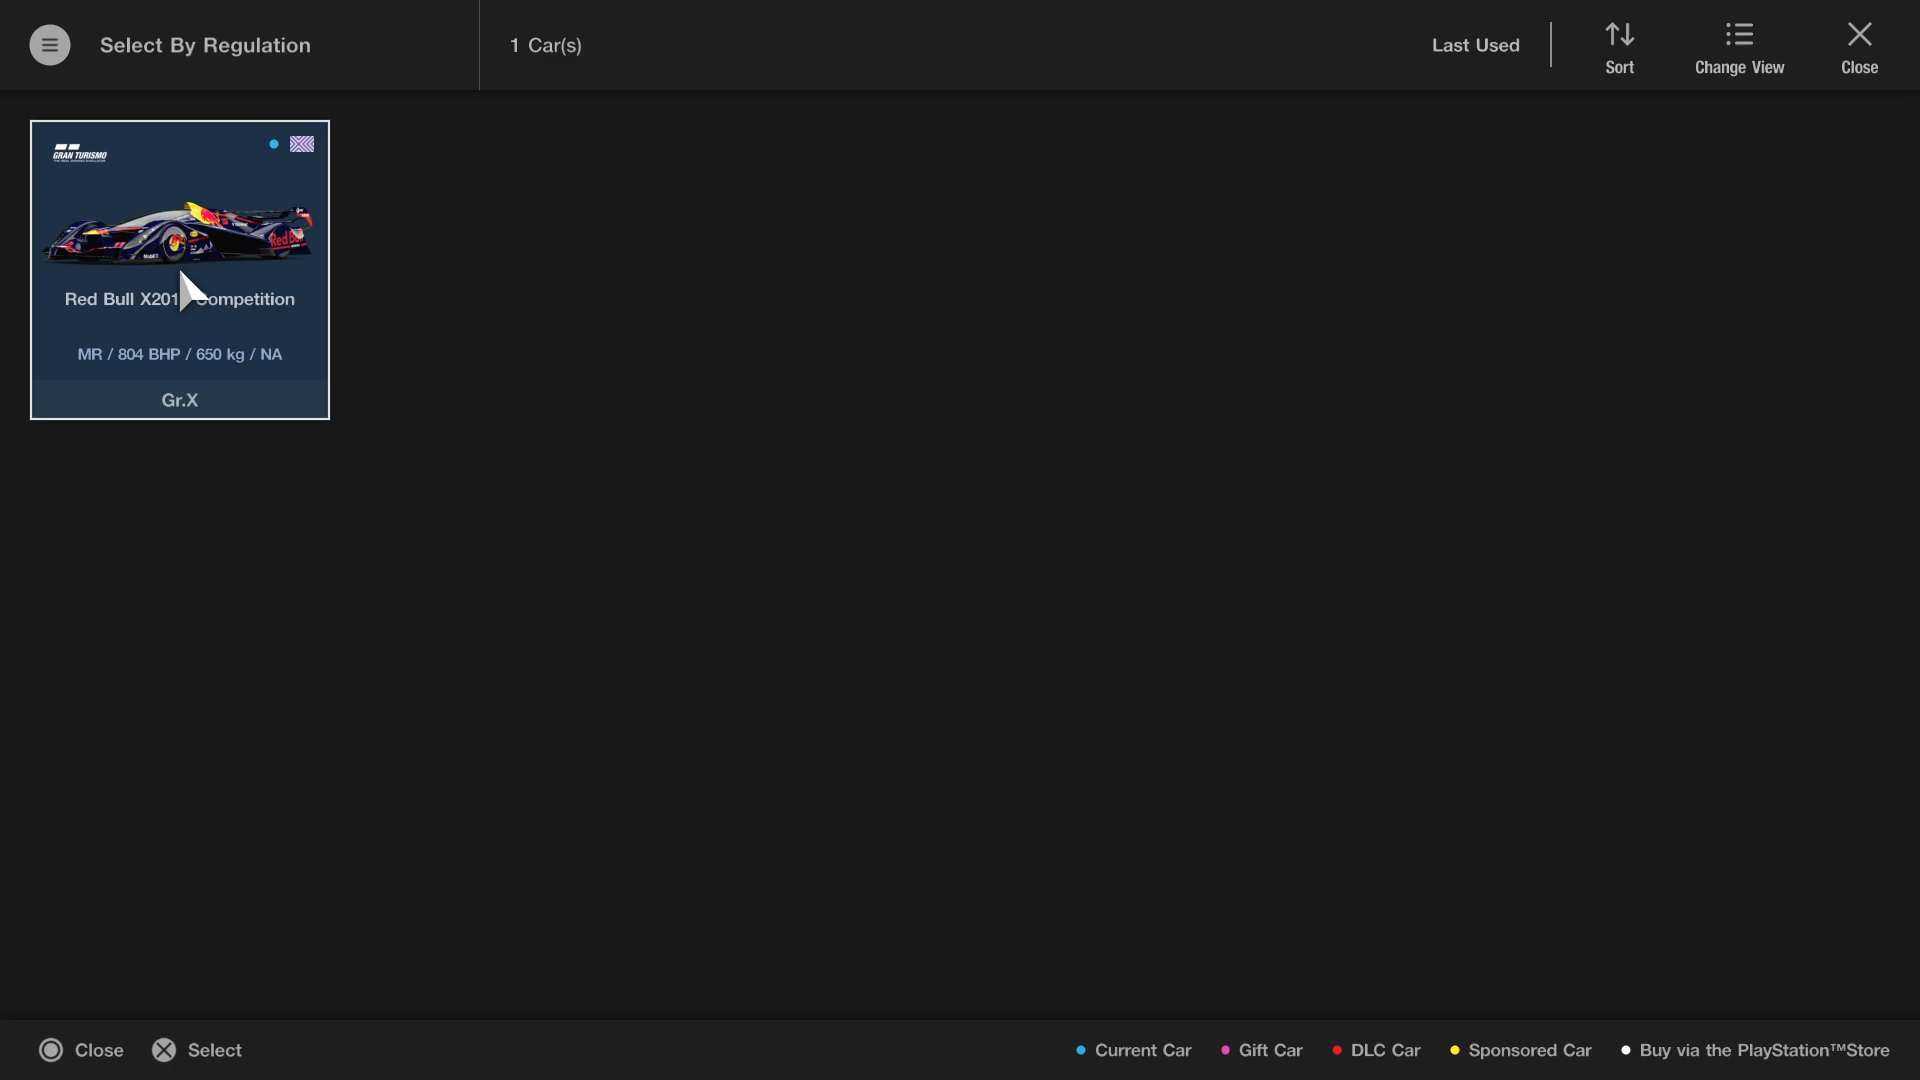 Select By Regulation
1 Car(s)
Last Used
Sort
Change View
Close
GRAN TURISMO
Red Bull
Red Bull X201 Competition
MR / 804 BHP / 650 kg / NA
Gr.X
Close
Select
Current Car
Gift Car
DLC Car
Sponsored Car
Buy via the PlayStation™Store